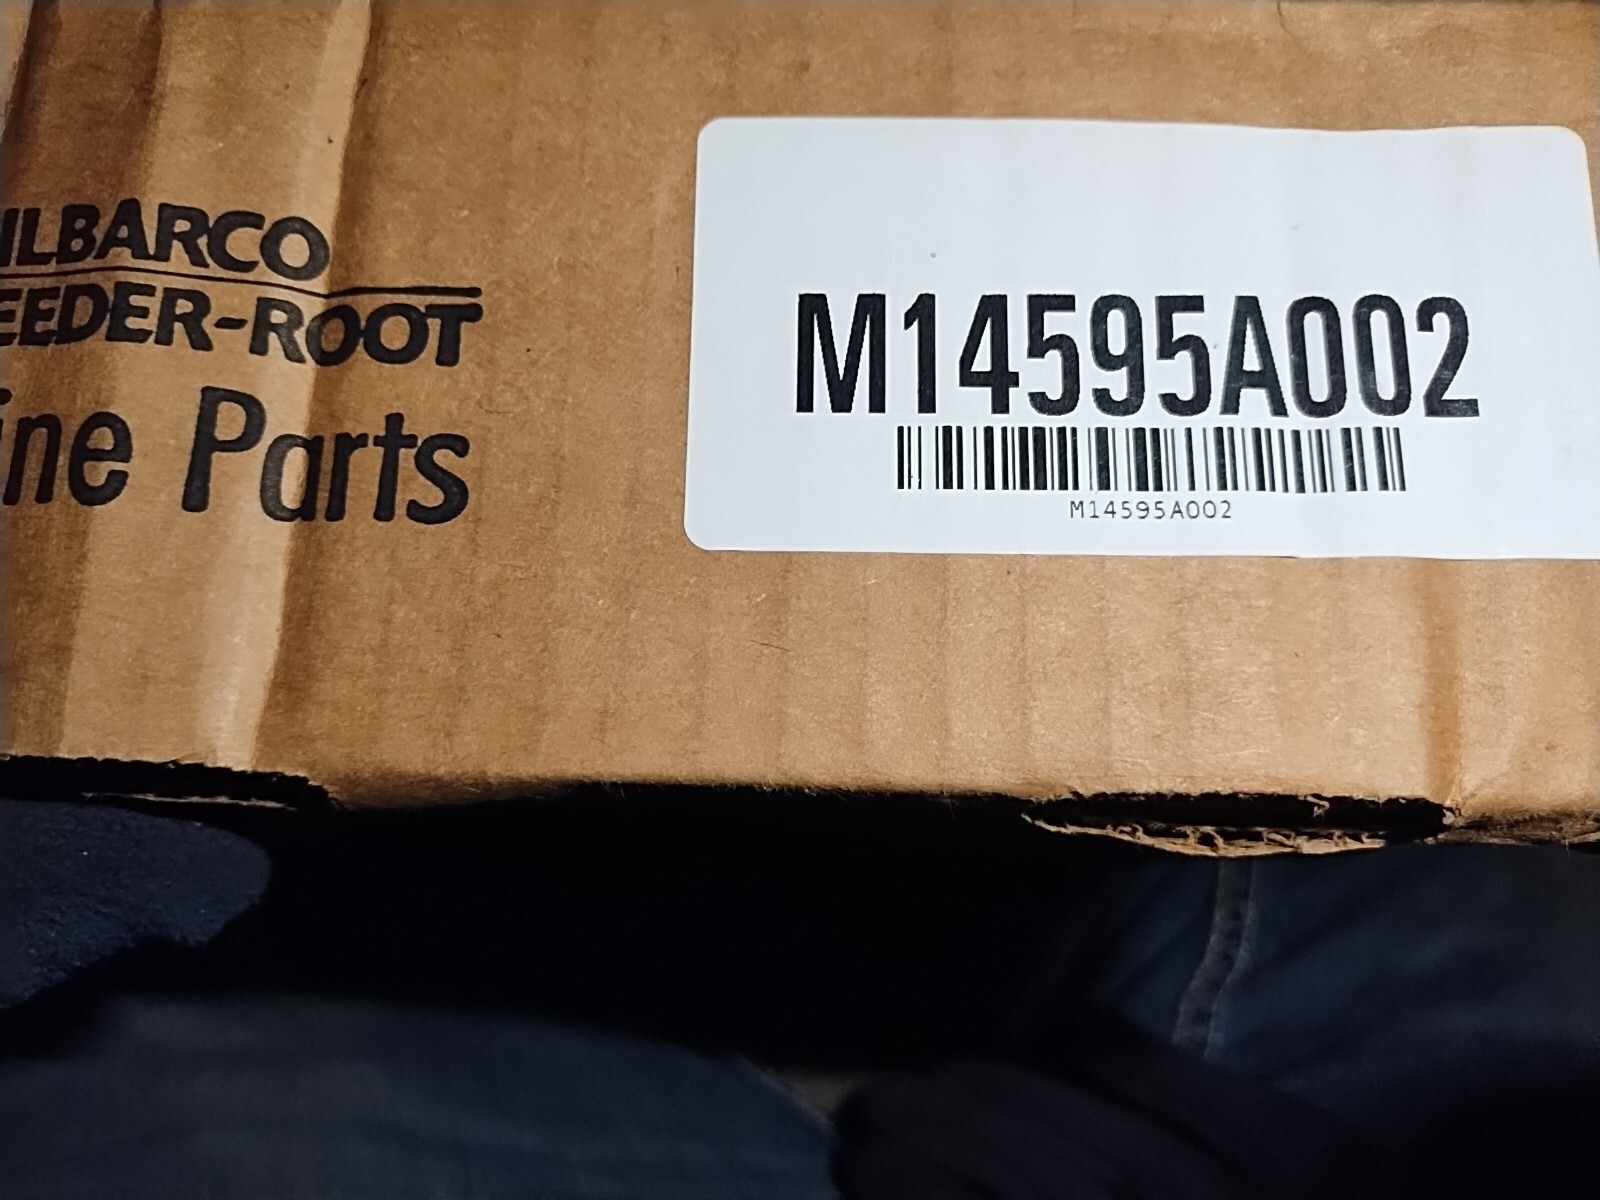 ILBARCO
EEDER-ROOT
ine Parts
M14595A002
M14595A002